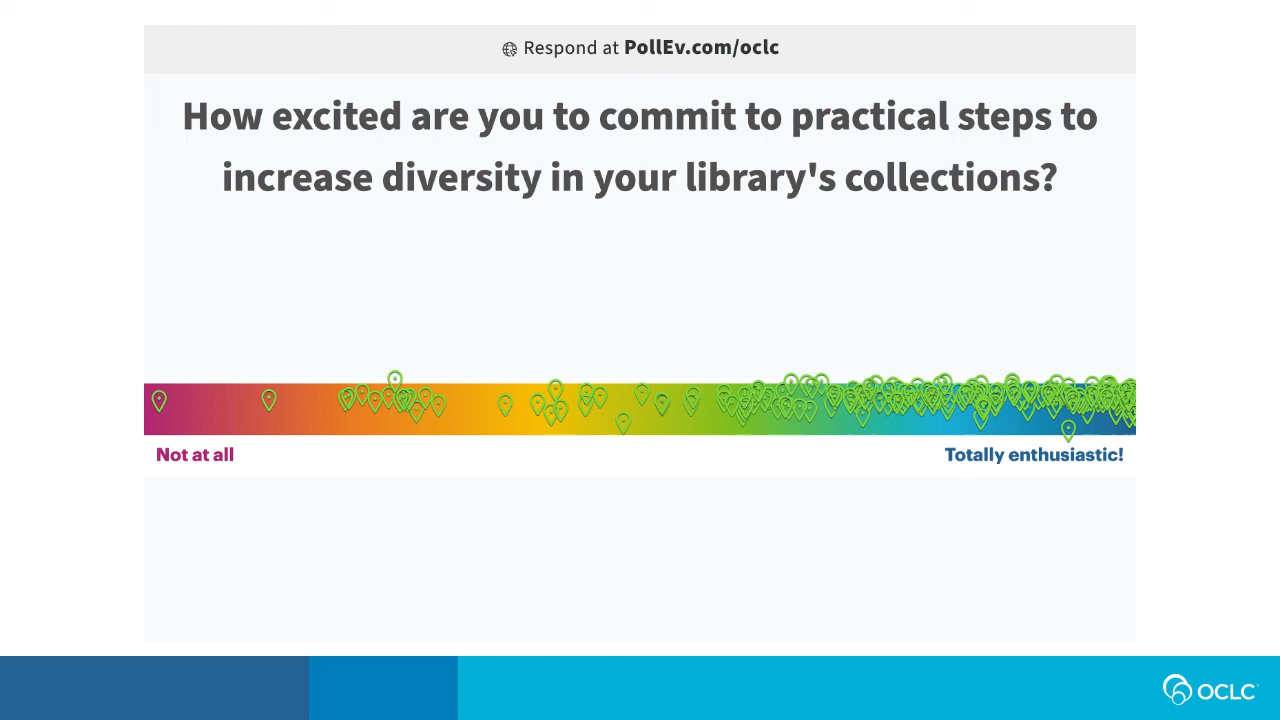 Respond at PollEv.com/oclc
How excited are you to commit to practical steps to
increase diversity in your library's collections?
Not at all
Totally enthusiastic!
OCLC